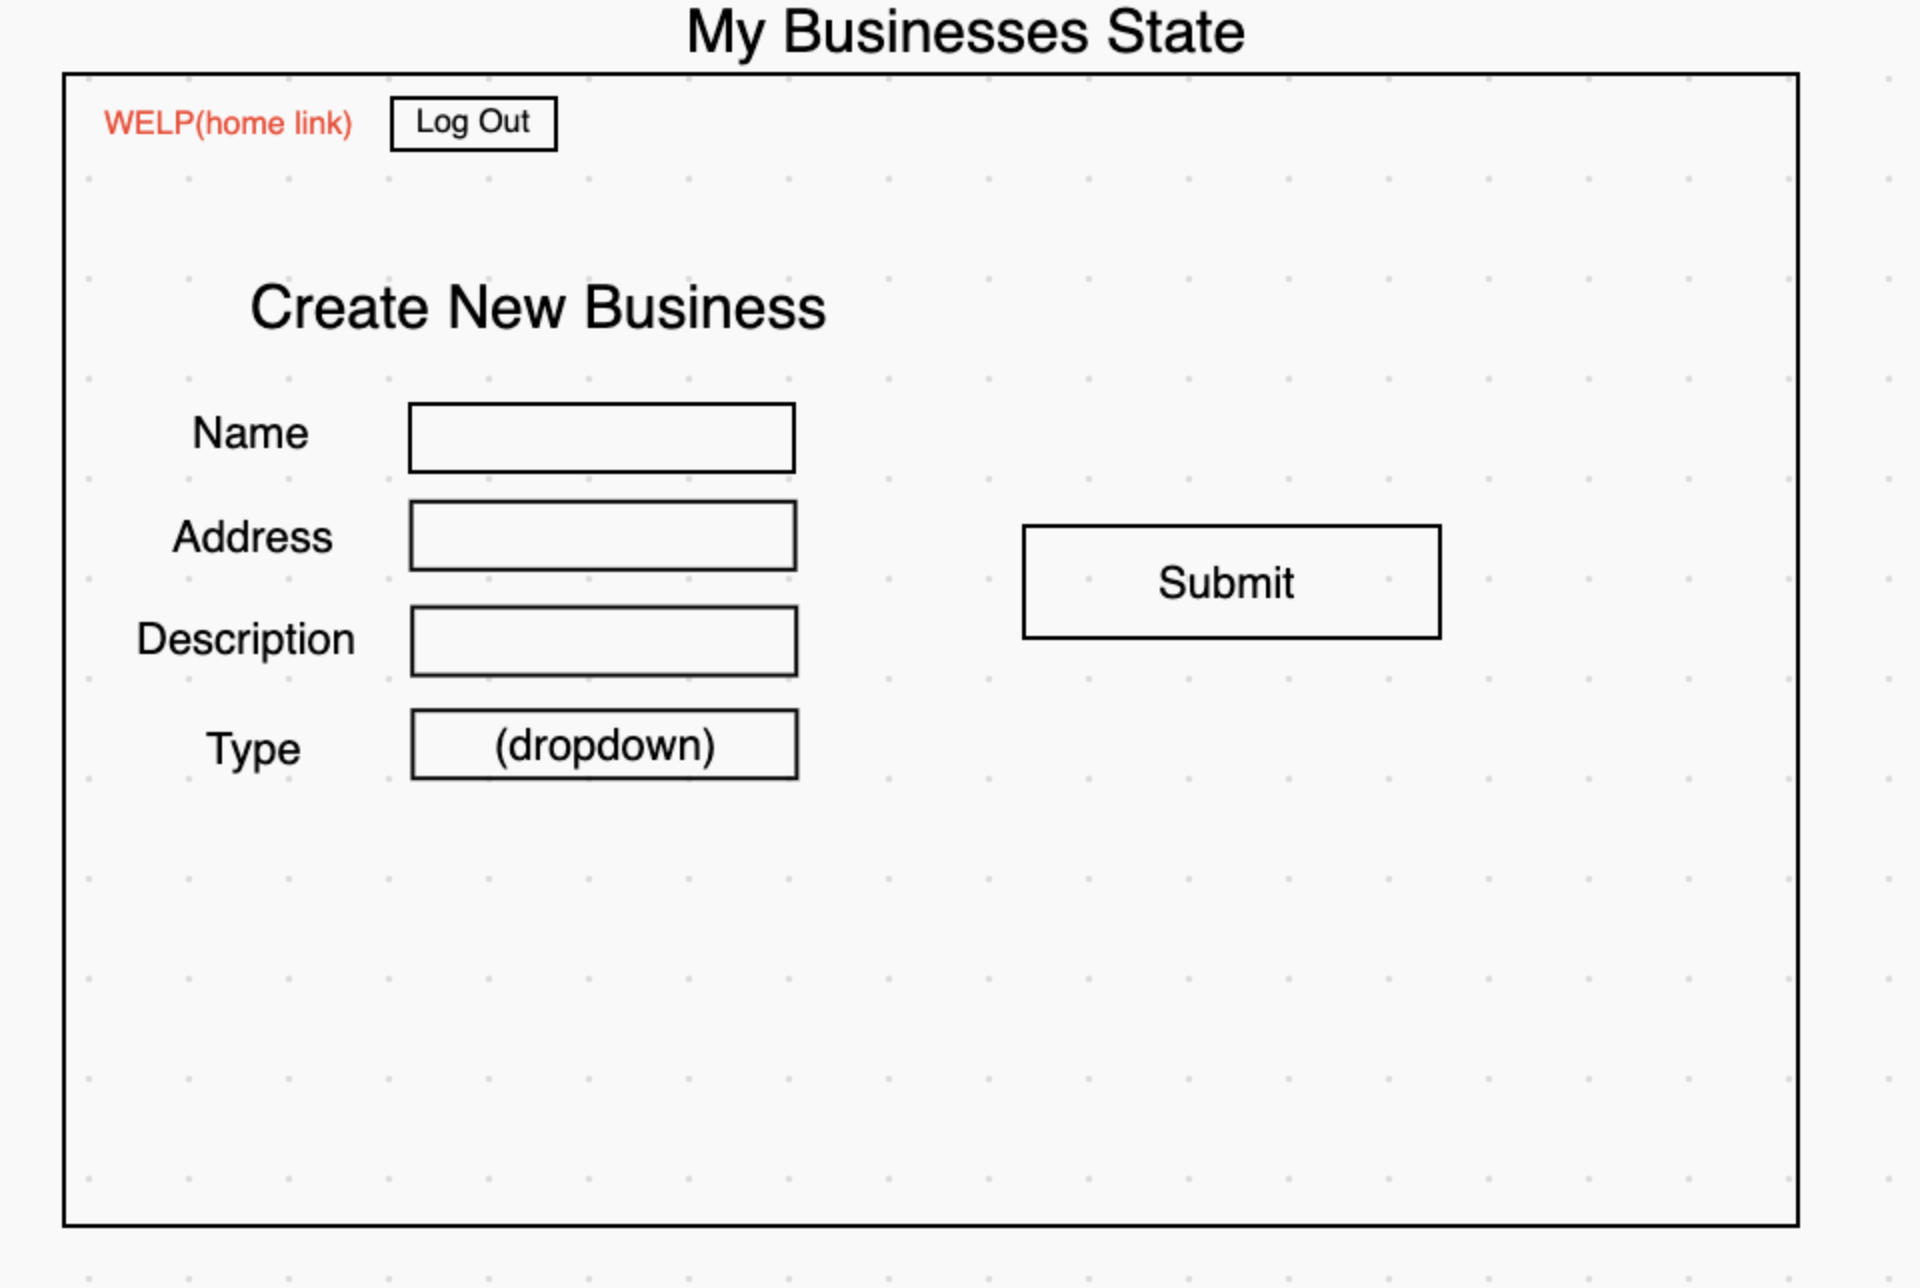 My Businesses State
WELP(home link)
Log Out
Create New Business
Name
Address
Submit
Description
Type
(dropdown)